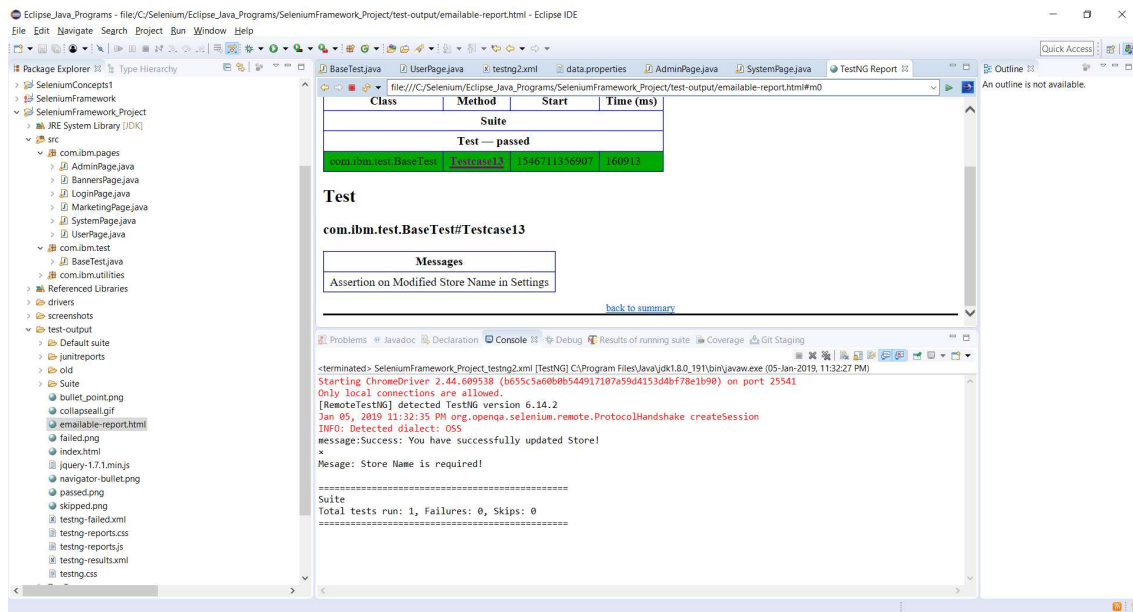 Eclipse_Java_Programs - file:/C:/Selenium/Eclipse_Java_Programs/SeleniumFramework_Project/test-output/emailable-report.html - Eclipse IDE
File Edit Navigate Search Project Run Window Help
Quick Access
Package Explorer
Type Hierarchy
SeleniumConcepts1
SeleniumFramework
SeleniumFramework_Project
JRE System Library [JDK]
src
com.ibm.pages
AdminPage.java
BannersPage.java
LoginPage.java
MarketingPage.java
SystemPage.java
UserPage.java
com.ibm.test
BaseTest.java
com.ibm.utilities
Referenced Libraries
drivers
screenshots
test-output
Default suite
junitreports
old
Suite
bullet_point.png
collapseall.gif
emailable-report.html
failed.png
index.html
jquery-1.7.1.min.js
navigator-bullet.png
passed.png
skipped.png
testng-failed.xml
testng-reports.css
testng-reports.js
testng-results.xml
testng.css
BaseTest.java UserPage.java testng2.xml data.properties AdminPage.java SystemPage.java TestNG Report
file:///C:/Selenium/Eclipse_Java_Programs/SeleniumFramework_Project/test-output/emailable-report.html#m0
Class Method Start Time (ms)
Suite
Test — passed
com.ibm.test.BaseTest Testcase13 1546711356907 160913
Test
com.ibm.test.BaseTest#Testcase13
Messages
Assertion on Modified Store Name in Settings
back to summary
Problems Javadoc Declaration Console Debug Results of running suite Coverage Git Staging
<terminated> SeleniumFramework_Project_testng2.xml [TestNG] C:\Program Files\Java\jdk1.8.0_191\bin\javaw.exe (05-Jan-2019, 11:32:27 PM)
Starting ChromeDriver 2.44.609538 (b655c5a60b0b544917107a59d4153d4bf78e1b90) on port 25541
Only local connections are allowed.
[RemoteTestNG] detected TestNG version 6.14.2
Jan 05, 2019 11:32:35 PM org.openqa.selenium.remote.ProtocolHandshake createSession
INFO: Detected dialect: OSS
message:Success: You have successfully updated Store!
×
Mesage: Store Name is required!
===============================================
Suite
Total tests run: 1, Failures: 0, Skips: 0
===============================================
Outline
An outline is not available.